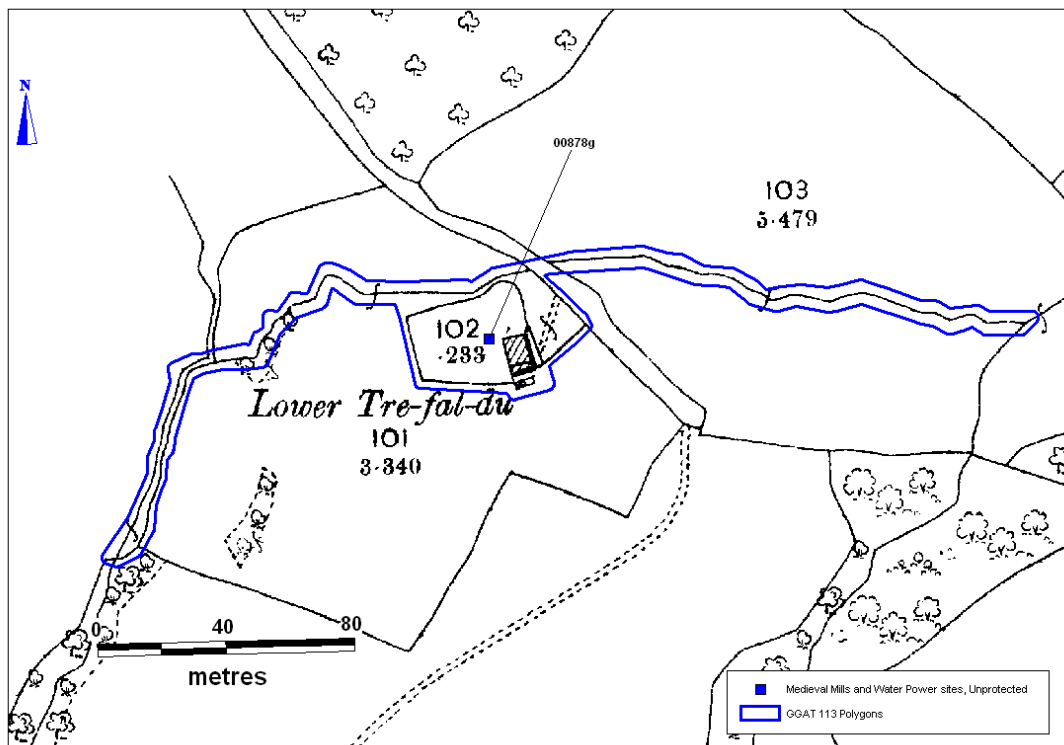 N
00878g
103
5·479
102
·233
Lower Tre-fal-du
101
3·340
0 40 80
metres
Medieval Mills and Water Power sites, Unprotected
GGAT 113 Polygons